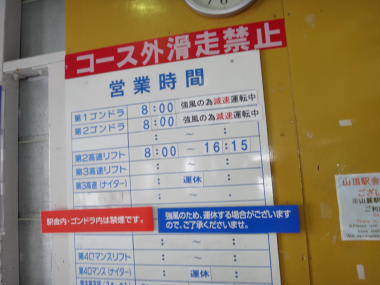 コース外滑走禁止
営業時間
第1ゴンドラ 8:00 強風の為減速運転中
第2ゴンドラ 8:00 強風の為減速運転中
: ~ :
第2高速リフト 8:00 ~ 16:15
第3高速リフト : ~ :
第3高速(ナイター) : 運休 :
駅舎内・ゴンドラ内は禁煙です。
強風のため、運休する場合がございます
ので、ご了承くださいませ。
第4ロマンスリフト : ~ :
第4ロマンス(ナイター) : 運休 :
山頂駅舎
ござい